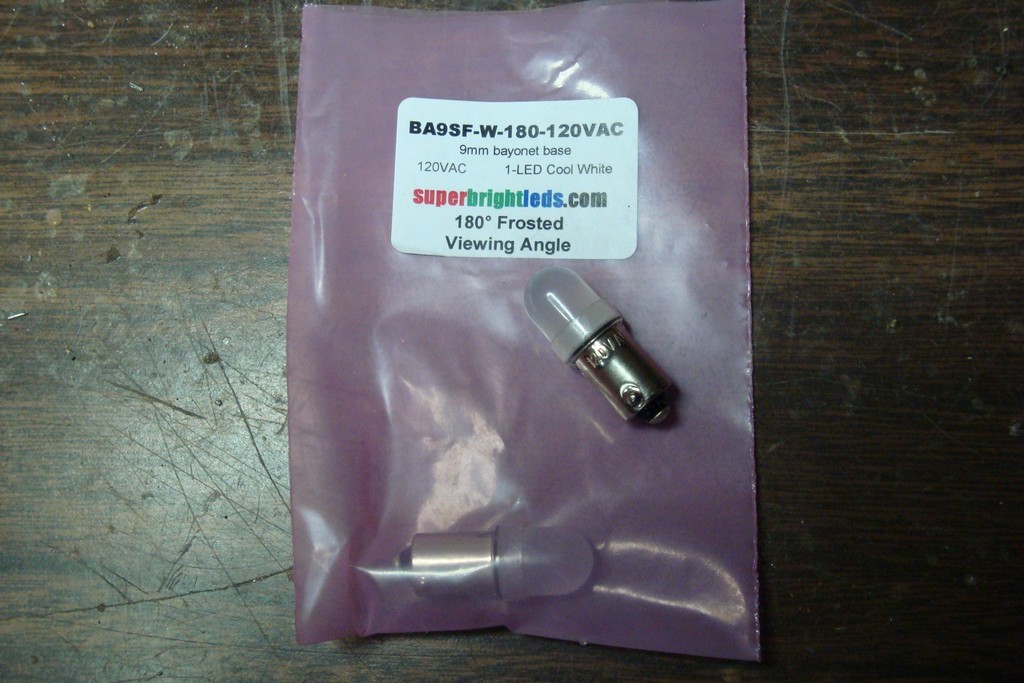 BA9SF-W-180-120VAC
9mm bayonet base
120VAC 1-LED Cool White
superbrightleds.com
180° Frosted
Viewing Angle